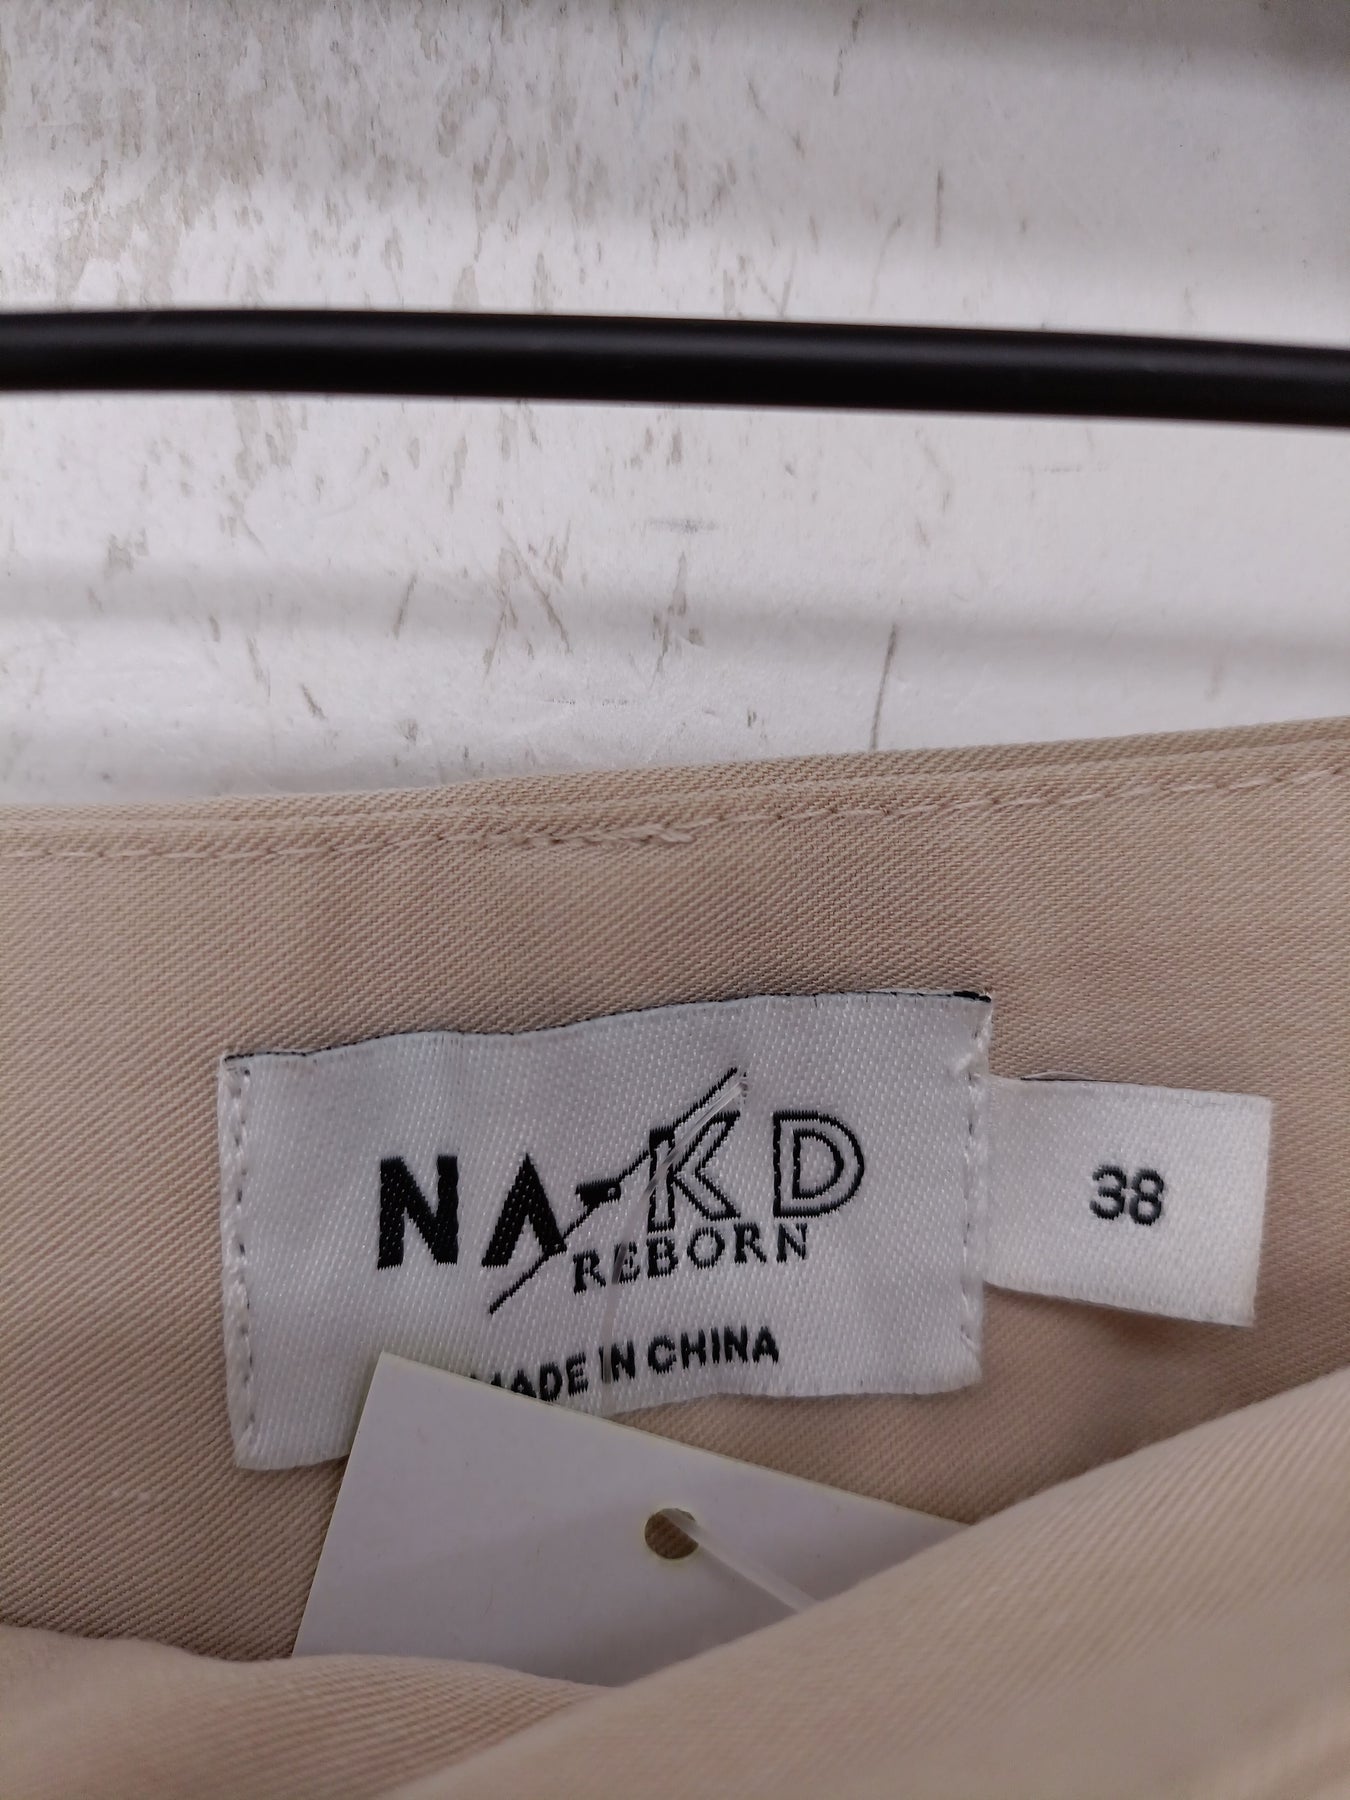 NA-KD
REBORN
MADE IN CHINA
38